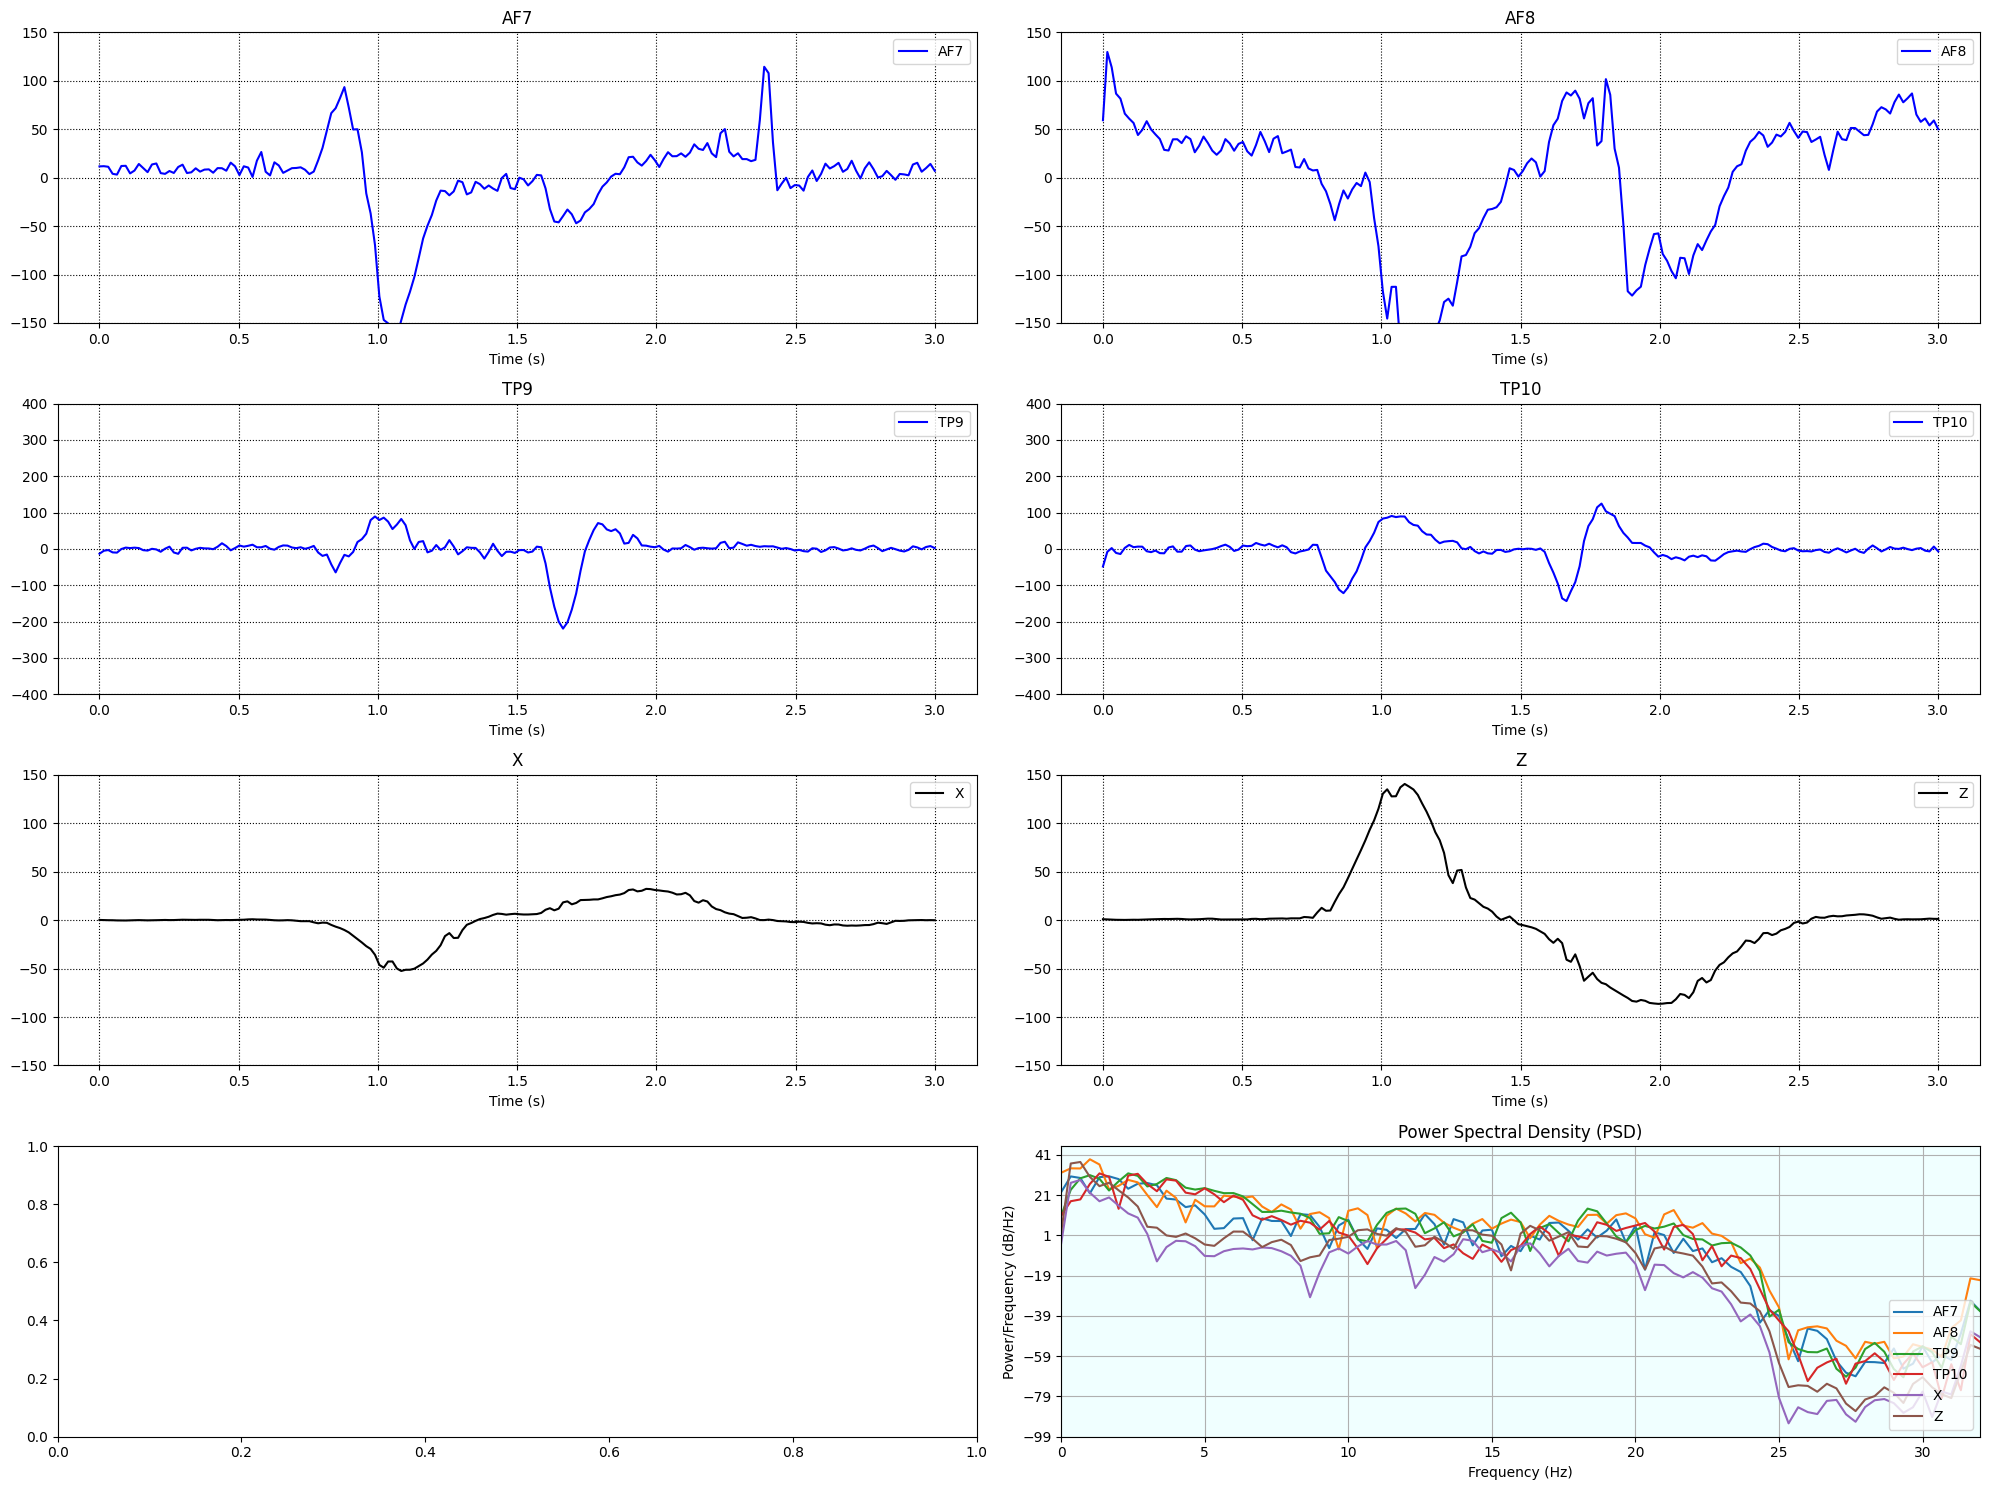 AF7
150
100
50
0
−50
−100
−150
AF7
0.0 0.5 1.0 1.5 2.0 2.5 3.0
Time (s)
AF8
150
100
50
0
−50
−100
−150
AF8
0.0 0.5 1.0 1.5 2.0 2.5 3.0
Time (s)
TP9
400
300
200
100
0
−100
−200
−300
−400
TP9
0.0 0.5 1.0 1.5 2.0 2.5 3.0
Time (s)
TP10
400
300
200
100
0
−100
−200
−300
−400
TP10
0.0 0.5 1.0 1.5 2.0 2.5 3.0
Time (s)
X
150
100
50
0
−50
−100
−150
X
0.0 0.5 1.0 1.5 2.0 2.5 3.0
Time (s)
Z
150
100
50
0
−50
−100
−150
Z
0.0 0.5 1.0 1.5 2.0 2.5 3.0
Time (s)
1.0
0.8
0.6
0.4
0.2
0.0
0.0 0.2 0.4 0.6 0.8 1.0
Power Spectral Density (PSD)
Power/Frequency (dB/Hz)
41
21
1
−19
−39
−59
−79
−99
AF7
AF8
TP9
TP10
X
Z
0 5 10 15 20 25 30
Frequency (Hz)